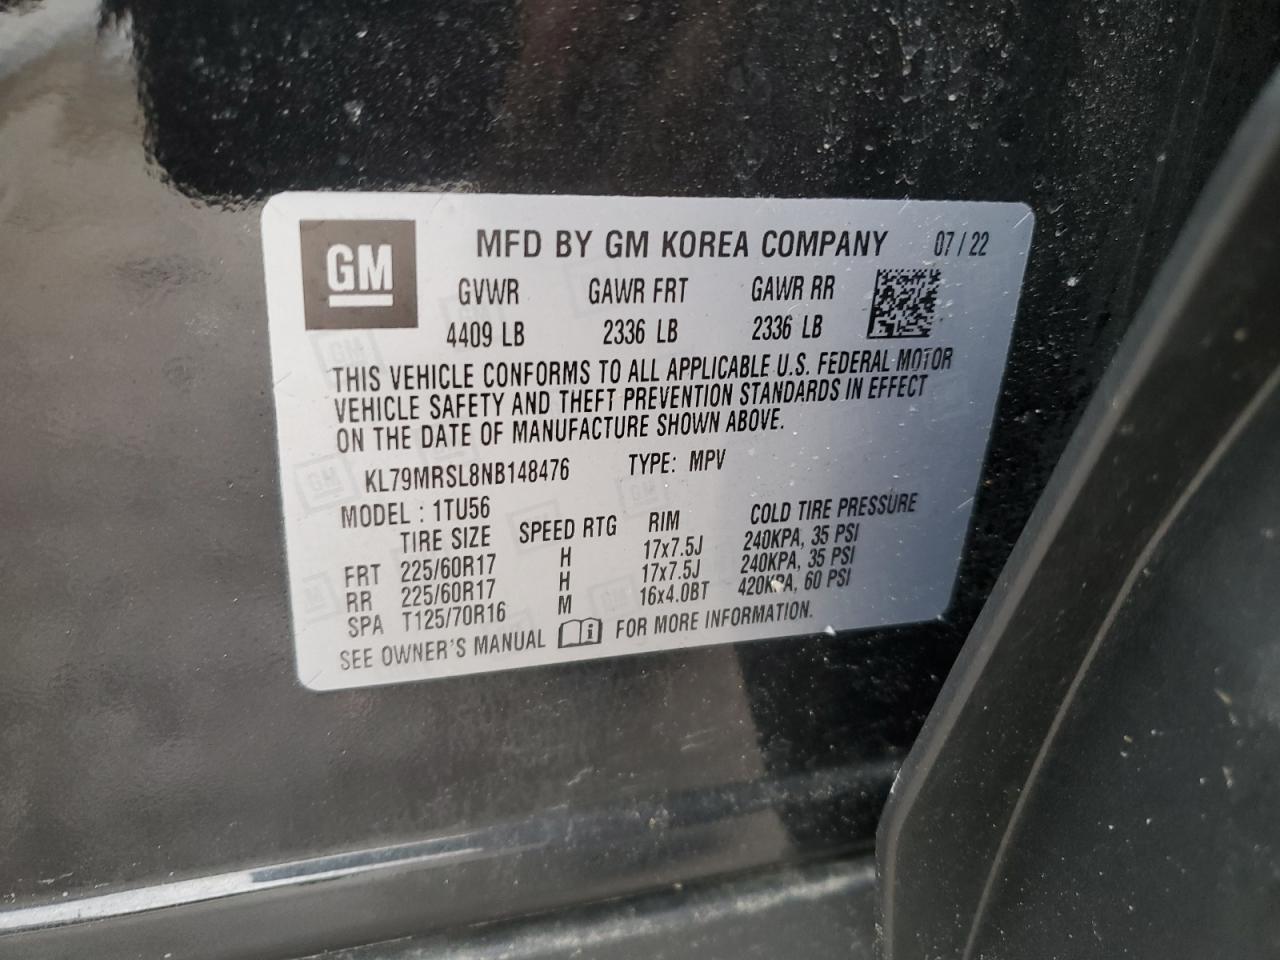 GM
MFD BY GM KOREA COMPANY 07/22
GVWR GAWR FRT GAWR RR
4409 LB 2336 LB 2336 LB
THIS VEHICLE CONFORMS TO ALL APPLICABLE U.S. FEDERAL MOTOR
VEHICLE SAFETY AND THEFT PREVENTION STANDARDS IN EFFECT
ON THE DATE OF MANUFACTURE SHOWN ABOVE.
KL79MRSL8NB148476 TYPE: MPV
MODEL : 1TU56
TIRE SIZE SPEED RTG RIM COLD TIRE PRESSURE
FRT 225/60R17 H 17x7.5J 240KPA, 35 PSI
RR 225/60R17 H 17x7.5J 240KPA, 35 PSI
SPA T125/70R16 M 16x4.0BT 420KPA, 60 PSI
SEE OWNER'S MANUAL i FOR MORE INFORMATION.